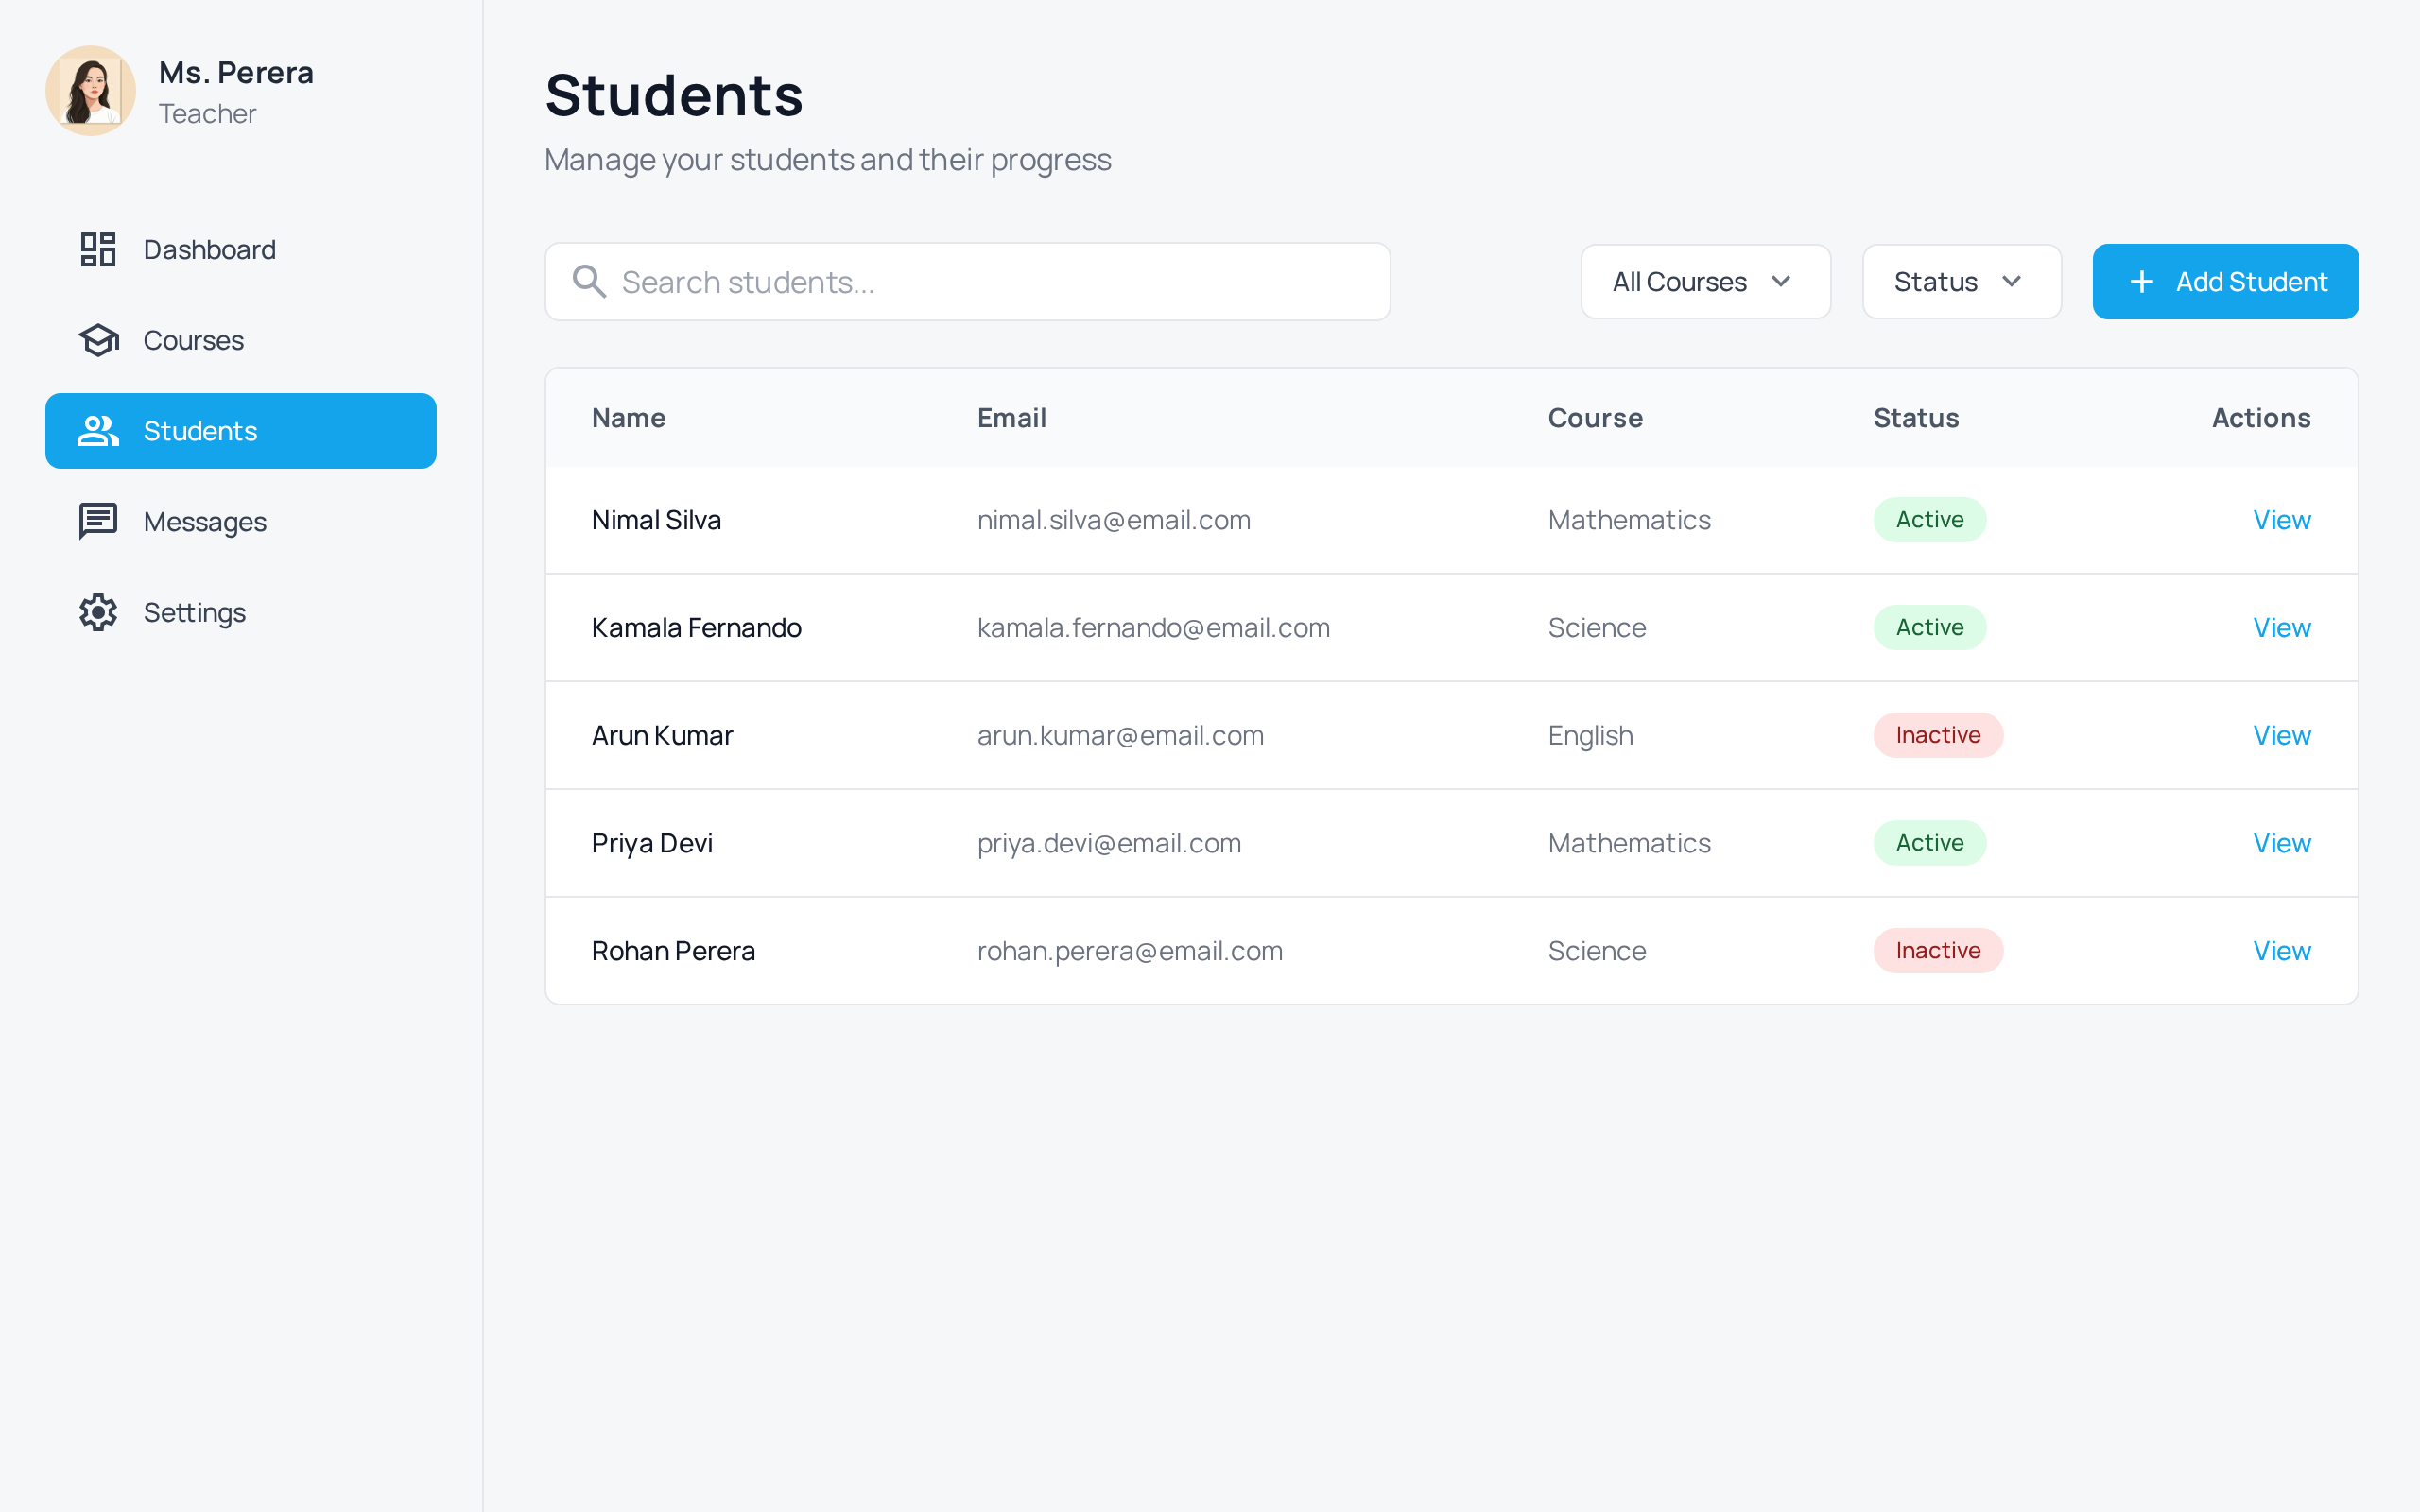 Ms. Perera
Teacher
Dashboard
Courses
Students
Messages
Settings
Students
Manage your students and their progress
Search students...
All Courses
Status
Add Student
Name Email Course Status Actions
Nimal Silva nimal.silva@email.com Mathematics Active View
Kamala Fernando kamala.fernando@email.com Science Active View
Arun Kumar arun.kumar@email.com English Inactive View
Priya Devi priya.devi@email.com Mathematics Active View
Rohan Perera rohan.perera@email.com Science Inactive View